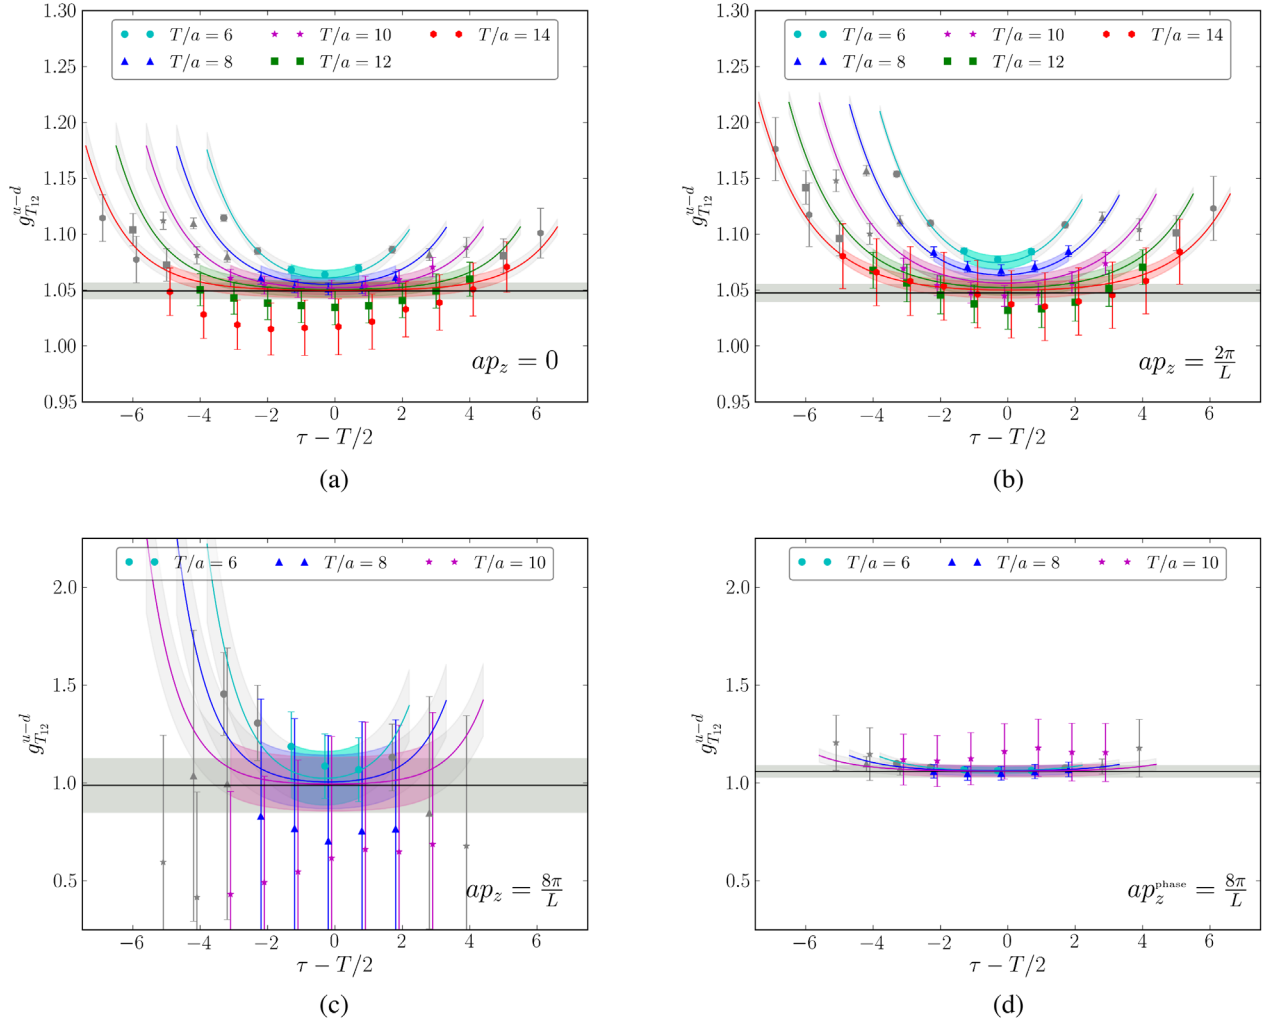 1.30
1.25
1.20
1.15
1.10
1.05
1.00
0.95
g_{T_{12}}^{u-d}
T/a = 6 T/a = 10 T/a = 14
T/a = 8 T/a = 12
ap_z = 0
−6 −4 −2 0 2 4 6
τ − T/2
(a)
1.30
1.25
1.20
1.15
1.10
1.05
1.00
0.95
g_{T_{12}}^{u-d}
T/a = 6 T/a = 10 T/a = 14
T/a = 8 T/a = 12
ap_z = 2π/L
−6 −4 −2 0 2 4 6
τ − T/2
(b)
2.0
1.5
1.0
0.5
g_{T_{12}}^{u-d}
T/a = 6 T/a = 8 T/a = 10
ap_z = 8π/L
−6 −4 −2 0 2 4 6
τ − T/2
(c)
2.0
1.5
1.0
0.5
g_{T_{12}}^{u-d}
T/a = 6 T/a = 8 T/a = 10
ap_z^{phase} = 8π/L
−6 −4 −2 0 2 4 6
τ − T/2
(d)